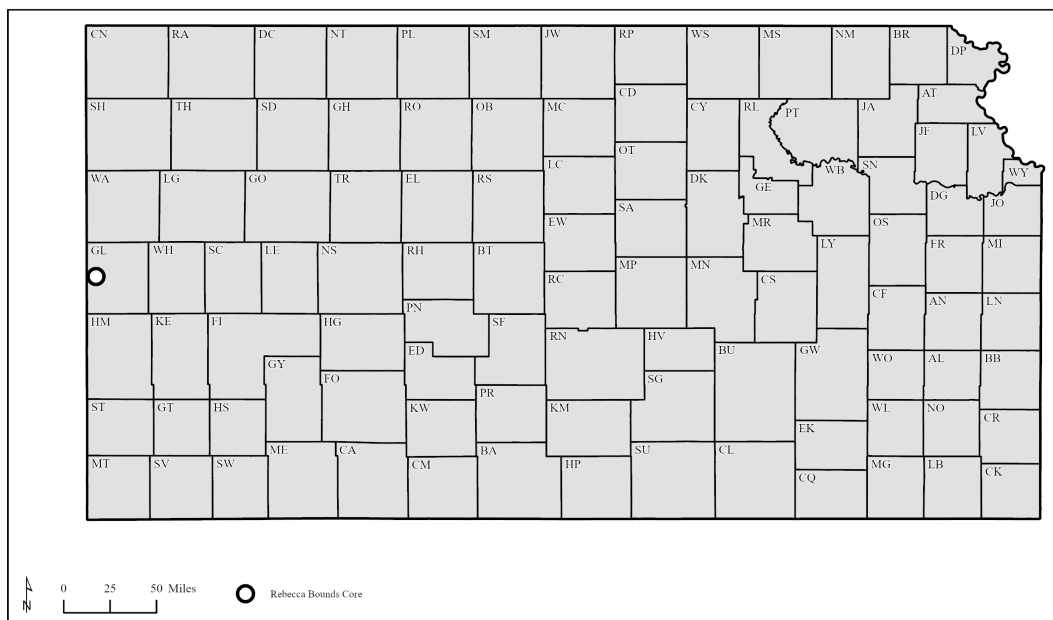 CN RA DC NT PL SM JW RP WS MS NM BR DP
SH TH SD GH RO OB MC CD CY RL PT JA AT
JF LV
LC OT
WA LG GO TR EL RS DK GE WB SN WY
EW SA MR OS DG JO
GL WH SC LE NS RH BT LY FR MI
RC MP MN CS CF AN LN
HM KE FI HG PN SF
RN HV BU GW
GY ED WO AL BB
FO PR SG
ST GT HS KW KM WL NO CR
EK
MT SV SW ME CA CM BA HP SU CL MG LB CK
CQ
N
0 25 50 Miles
Rebecca Bounds Core